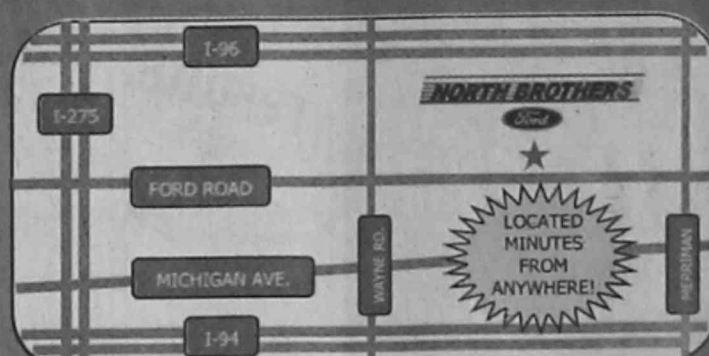 I-96
I-275
NORTH BROTHERS
Ford
FORD ROAD
LOCATED
MINUTES
FROM
ANYWHERE!
WAYNE RD.
MERRIMAN
MICHIGAN AVE.
I-94